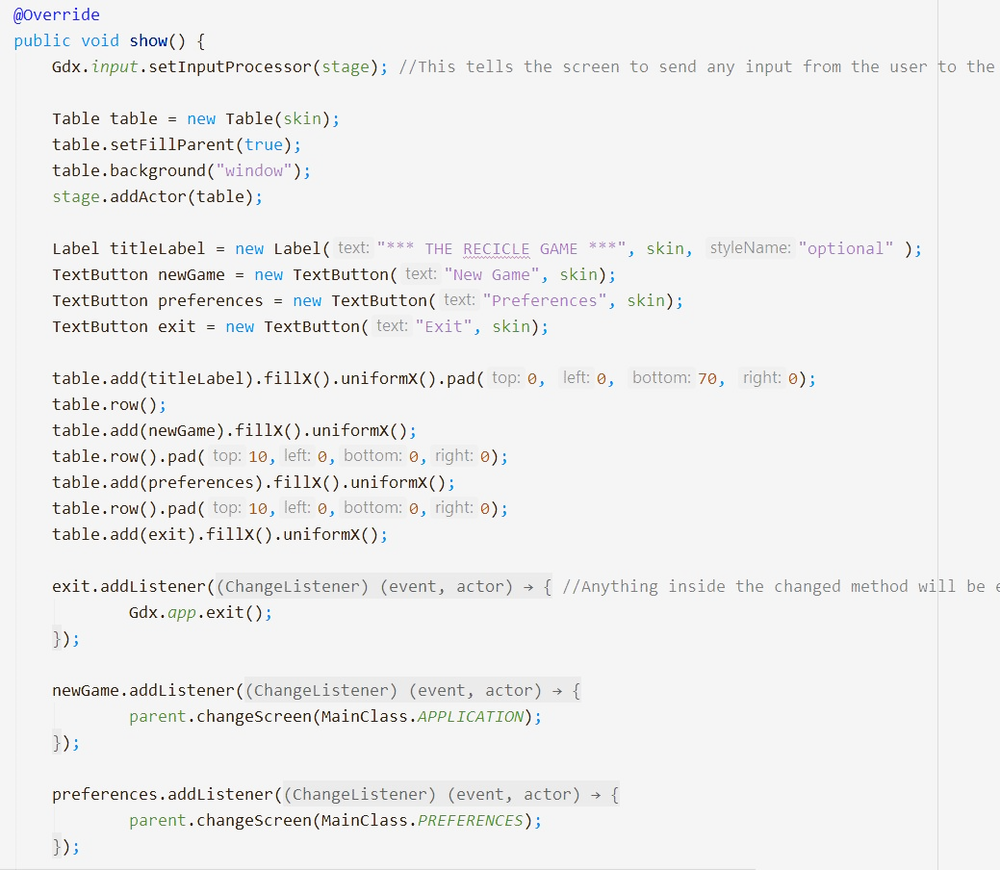 @Override
public void show() {
Gdx.input.setInputProcessor(stage); //This tells the screen to send any input from the user to the
Table table = new Table(skin);
table.setFillParent(true);
table.background("window");
stage.addActor(table);
Label titleLabel = new Label( text: "*** THE RECICLE GAME ***", skin, styleName: "optional" );
TextButton newGame = new TextButton( text: "New Game", skin);
TextButton preferences = new TextButton( text: "Preferences", skin);
TextButton exit = new TextButton( text: "Exit", skin);
table.add(titleLabel).fillX().uniformX().pad( top: 0, left: 0, bottom: 70, right: 0);
table.row();
table.add(newGame).fillX().uniformX();
table.row().pad( top: 10, left: 0, bottom: 0, right: 0);
table.add(preferences).fillX().uniformX();
table.row().pad( top: 10, left: 0, bottom: 0, right: 0);
table.add(exit).fillX().uniformX();
exit.addListener((ChangeListener) (event, actor) → { //Anything inside the changed method will be
Gdx.app.exit();
});
newGame.addListener((ChangeListener) (event, actor) → {
parent.changeScreen(MainClass.APPLICATION);
});
preferences.addListener((ChangeListener) (event, actor) → {
parent.changeScreen(MainClass.PREFERENCES);
});